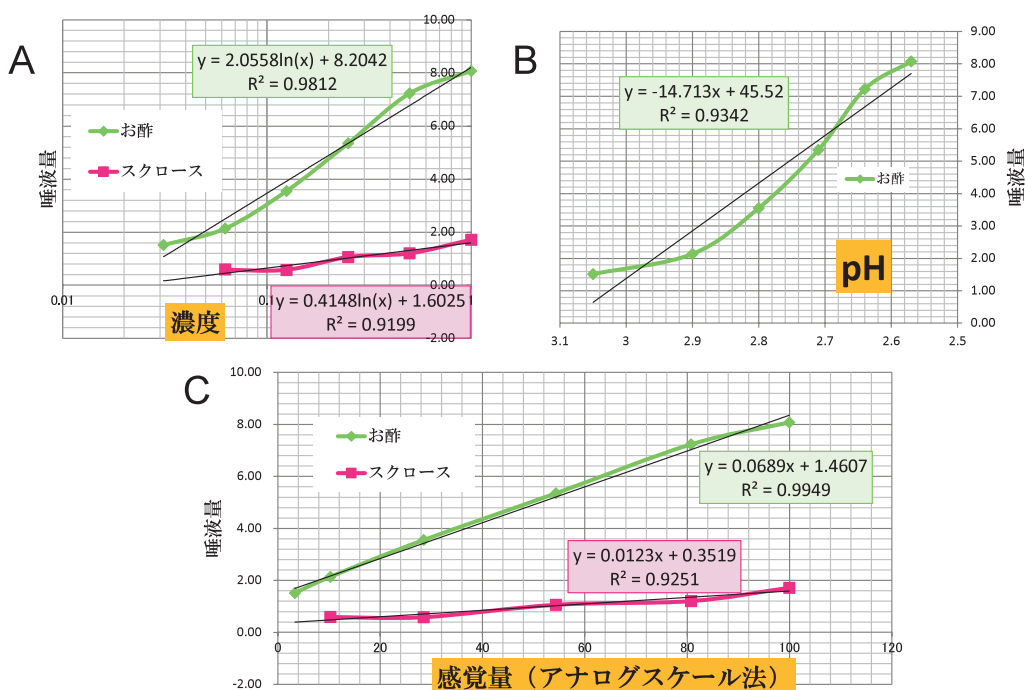 A
唾液量
10.00
8.00
6.00
4.00
2.00
0.00
-2.00
y = 2.0558ln(x) + 8.2042
R² = 0.9812
お酢
スクロース
0.01
0.1
1
y = 0.4148ln(x) + 1.6025
R² = 0.9199
濃度
B
y = -14.713x + 45.52
R² = 0.9342
お酢
pH
9.00
8.00
7.00
6.00
5.00
4.00
3.00
2.00
1.00
0.00
唾液量
3.1
3
2.9
2.8
2.7
2.6
2.5
C
唾液量
10.00
8.00
6.00
4.00
2.00
0.00
-2.00
お酢
スクロース
y = 0.0689x + 1.4607
R² = 0.9949
y = 0.0123x + 0.3519
R² = 0.9251
0
20
40
60
80
100
120
感覚量（アナログスケール法）